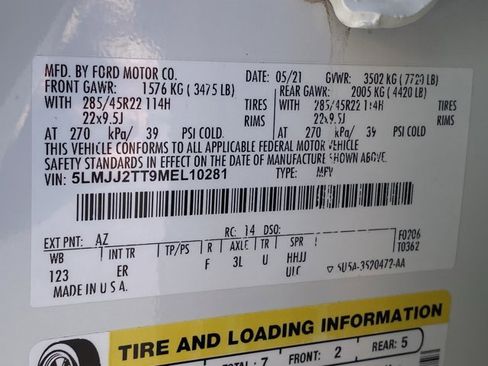 MFD. BY FORD MOTOR CO. DATE: 05/21 GVWR: 3502 KG ( 7720 LB)
FRONT GAWR: 1576 KG ( 3475 LB) REAR GAWR: 2005 KG ( 4420 LB)
WITH 285/45R22 114H TIRES WITH 285/45R22 114H TIRES
22x9.5J RIMS 22x9.5J RIMS
AT 270 kPa/ 39 PSI COLD. AT 270 kPa/ 39 PSI COLD
THIS VEHICLE CONFORMS TO ALL APPLICABLE FEDERAL MOTOR VEHICLE
SAFETY STANDARDS IN EFFECT ON THE DATE OF MANUFACTURE SHOWN ABOVE.
VIN: 5LMJJ2TT9MEL10281 TYPE: MPV
F0206
T0362
EXT PNT: AZ RC: 14 DSO:
WB INT TR TP/PS R AXLE TR SPR
123 ER F 3L U HHJJ
UIC ▽ 5U5A-3520472-AA
MADE IN U.S.A.
TIRE AND LOADING INFORMATION
TOTAL : 7 FRONT: 2 REAR: 5